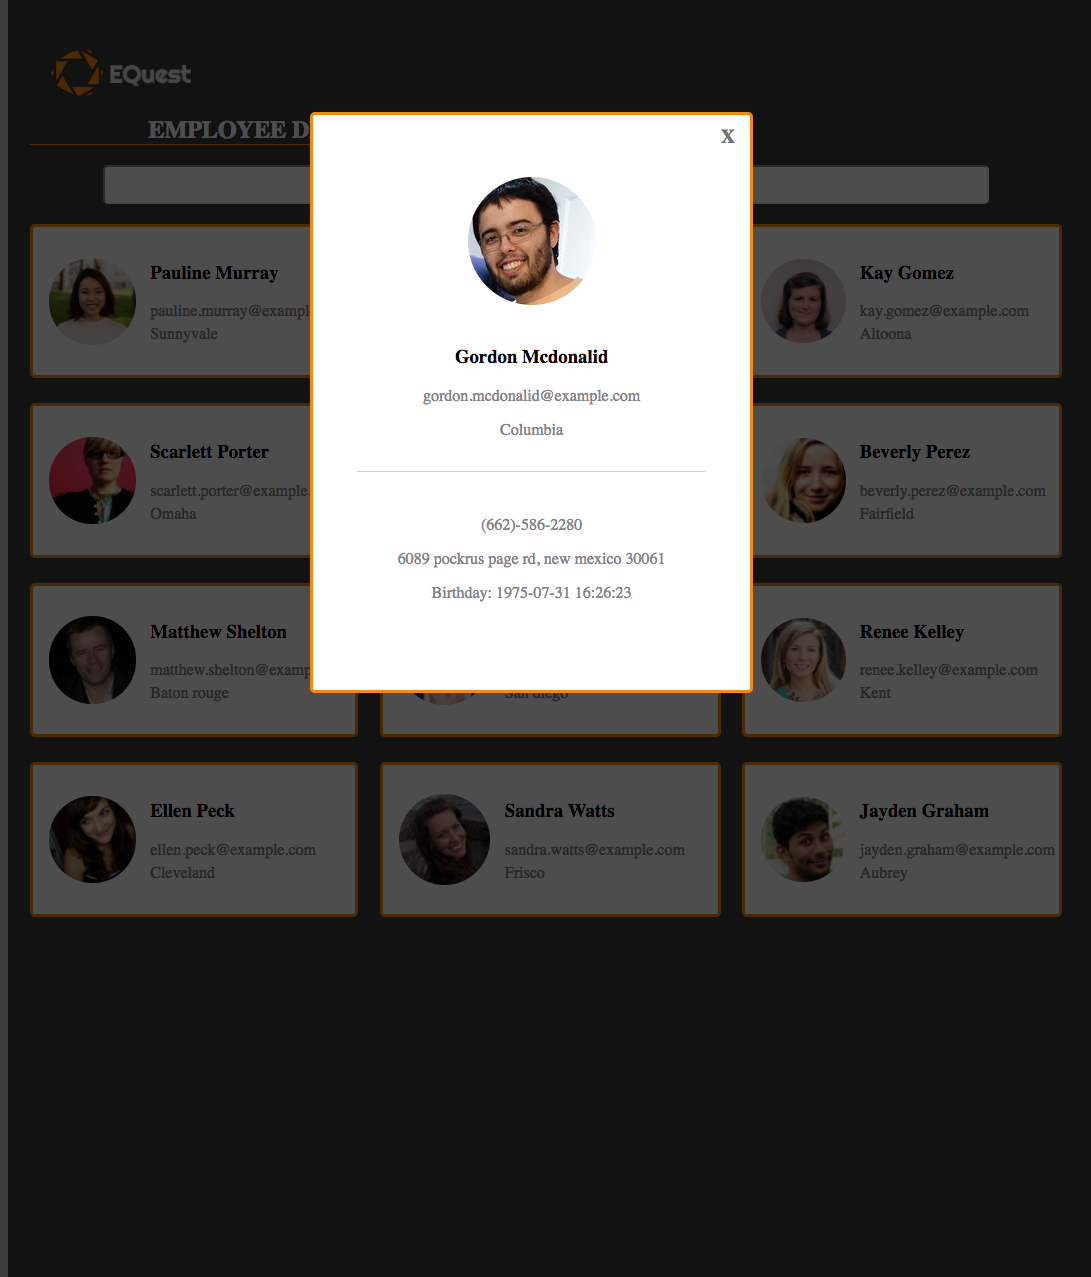 EQuest
EMPLOYEE D
X
Gordon Mcdonalid
gordon.mcdonalid@example.com
Columbia
(662)-586-2280
6089 pockrus page rd, new mexico 30061
Birthday: 1975-07-31 16:26:23
Pauline Murray
pauline.murray@exampl
Sunnyvale
Kay Gomez
kay.gomez@example.com
Altoona
Scarlett Porter
scarlett.porter@example.
Omaha
Beverly Perez
beverly.perez@example.com
Fairfield
Matthew Shelton
matthew.shelton@examp
Baton rouge
San diego
Renee Kelley
renee.kelley@example.com
Kent
Ellen Peck
ellen.peck@example.com
Cleveland
Sandra Watts
sandra.watts@example.com
Frisco
Jayden Graham
jayden.graham@example.com
Aubrey